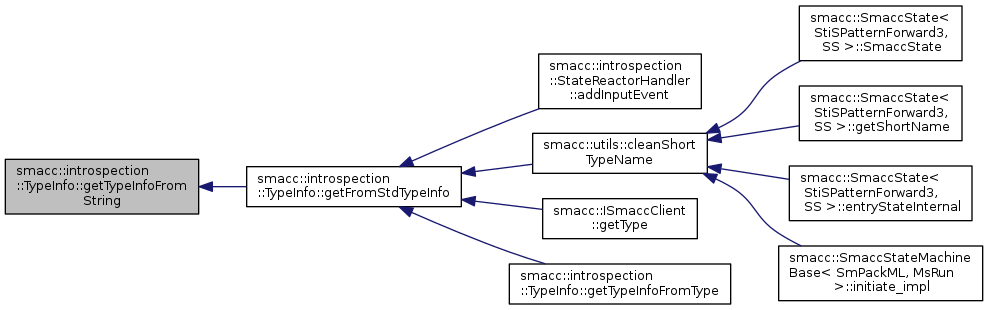 smacc::introspection
::TypeInfo::getTypeInfoFrom
String
smacc::introspection
::TypeInfo::getFromStdTypeInfo
smacc::introspection
::StateReactorHandler
::addInputEvent
smacc::utils::cleanShort
TypeName
smacc::ISmaccClient
::getType
smacc::introspection
::TypeInfo::getTypeInfoFromType
smacc::SmaccState<
StiSPatternForward3,
SS >::SmaccState
smacc::SmaccState<
StiSPatternForward3,
SS >::getShortName
smacc::SmaccState<
StiSPatternForward3,
SS >::entryStateInternal
smacc::SmaccStateMachine
Base< SmPackML, MsRun
>::initiate_impl